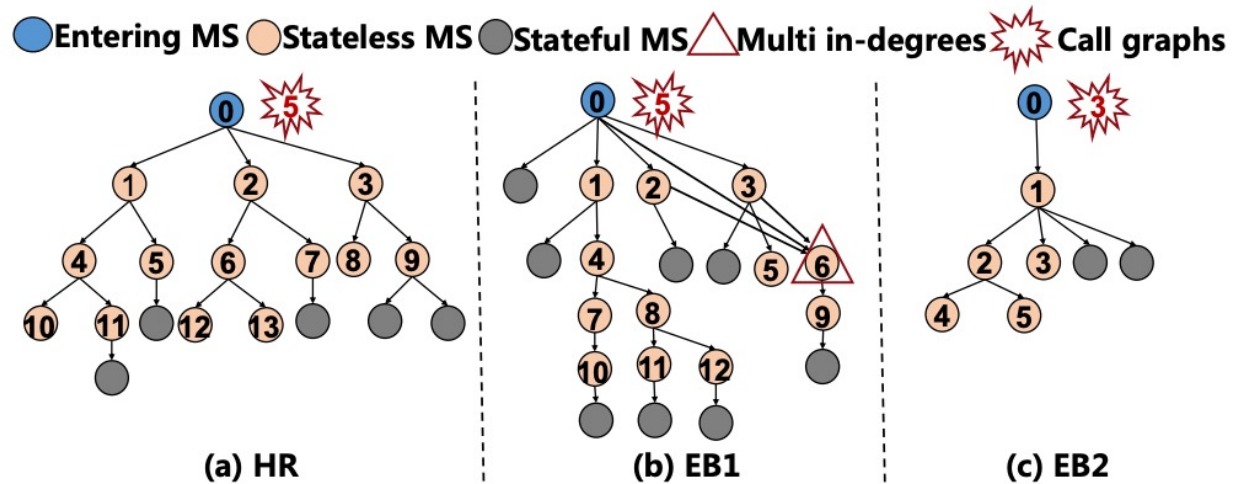 Entering MS Stateless MS Stateful MS Multi in-degrees Call graphs
0 5
1 2 3
4 5 6 7 8 9
10 11 12 13
(a) HR
0 5
1 2 3
4 5 6
7 8 9
10 11 12
(b) EB1
0 3
1
2 3
4 5
(c) EB2